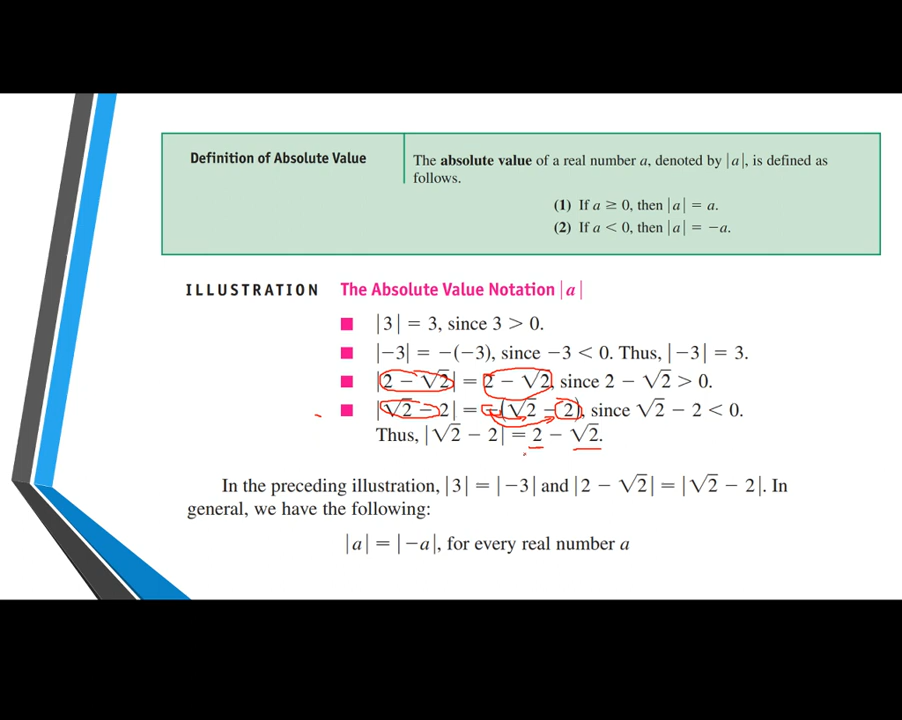 Definition of Absolute Value
The absolute value of a real number a, denoted by |a|, is defined as
follows.
(1) If a ≥ 0, then |a| = a.
(2) If a < 0, then |a| = −a.
ILLUSTRATION The Absolute Value Notation |a|
■ |3| = 3, since 3 > 0.
■ |−3| = −(−3), since −3 < 0. Thus, |−3| = 3.
■ |2 − √2| = 2 − √2, since 2 − √2 > 0.
■ |√2 − 2| = −(√2 − 2), since √2 − 2 < 0.
Thus, |√2 − 2| = 2 − √2.
In the preceding illustration, |3| = |−3| and |2 − √2| = |√2 − 2|. In
general, we have the following:
|a| = |−a|, for every real number a